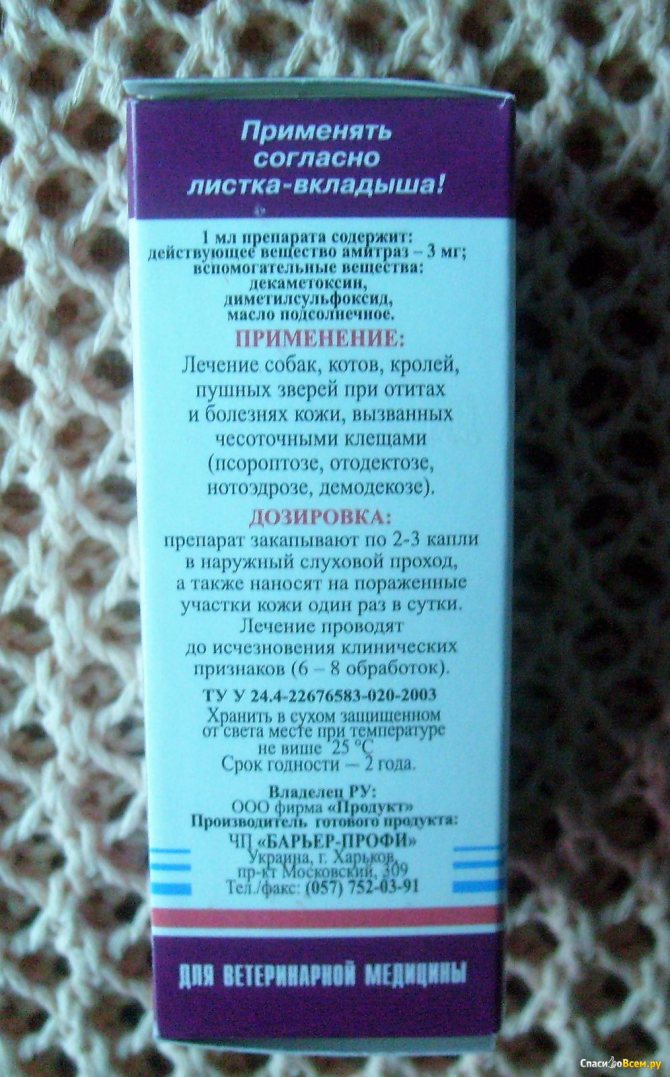 Применять
согласно
листка-вкладыша!
1 мл препарата содержит:
действующее вещество амитраз – 3 мг;
вспомогательные вещества:
декаметоксин,
диметилсульфоксид,
масло подсолнечное.
ПРИМЕНЕНИЕ:
Лечение собак, котов, кролей,
пушных зверей при отитах
и болезнях кожи, вызванных
чесоточными клещами
(псороптозе, отодектозе,
нотоэдрозе, демодекозе).
ДОЗИРОВКА:
препарат закапывают по 2-3 капли
в наружный слуховой проход,
а также наносят на пораженные
участки кожи один раз в сутки.
Лечение проводят
до исчезновения клинических
признаков (6 – 8 обработок).
ТУ У 24.4-22676583-020-2003
Хранить в сухом защищенном
от света месте при температуре
не више 25 °С
Срок годности — 2 года.
Владелец РУ:
ООО фирма «Продукт»
Производитель готового продукта:
ЧП «БАРЬЕР-ПРОФИ»
Украина, г. Харьков,
пр-кт Московский, 309
Тел./факс: (057) 752-03-91
ДЛЯ ВЕТЕРИНАРНОЙ МЕДИЦИНЫ
СпасибоВсем.ру